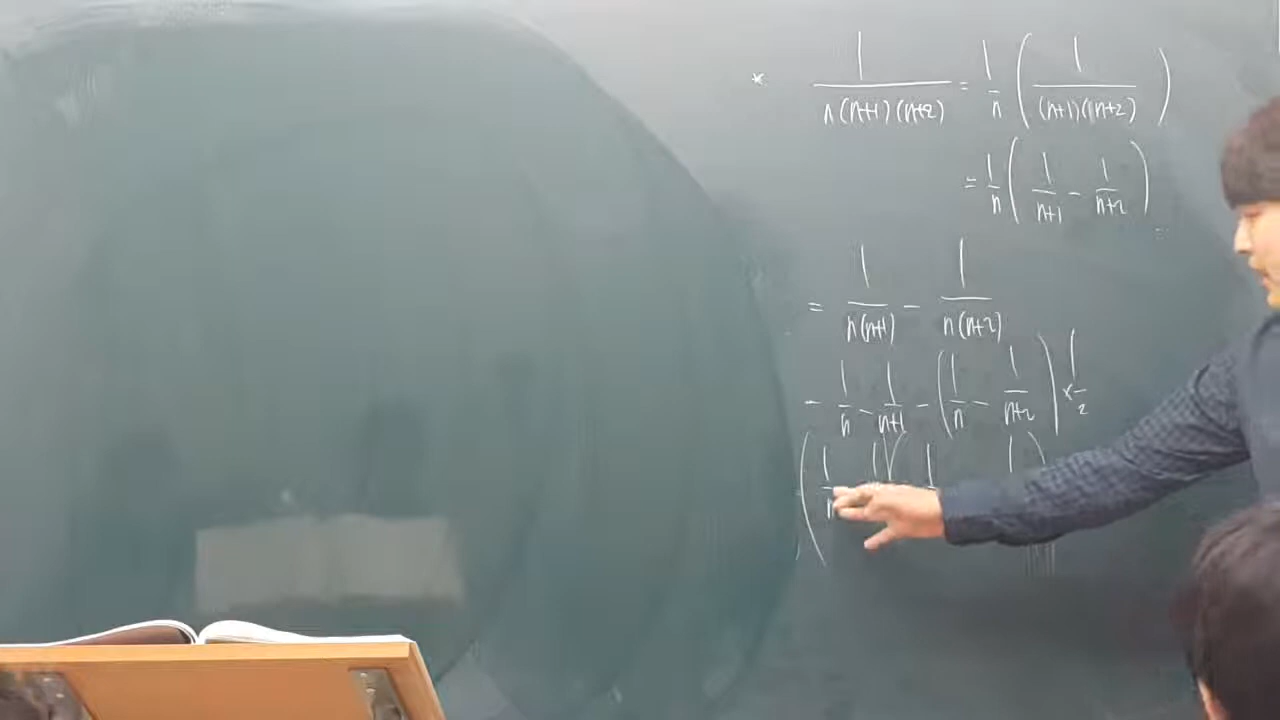 * 1/n(n+1)(n+2) = 1/n ( 1/(n+1)(n+2) )
= 1/n ( 1/n+1 - 1/n+2 )
= 1/n(n+1) - 1/n(n+2)
- 1/n - 1/n+1 - ( 1/n - 1/n+2 ) × 1/2